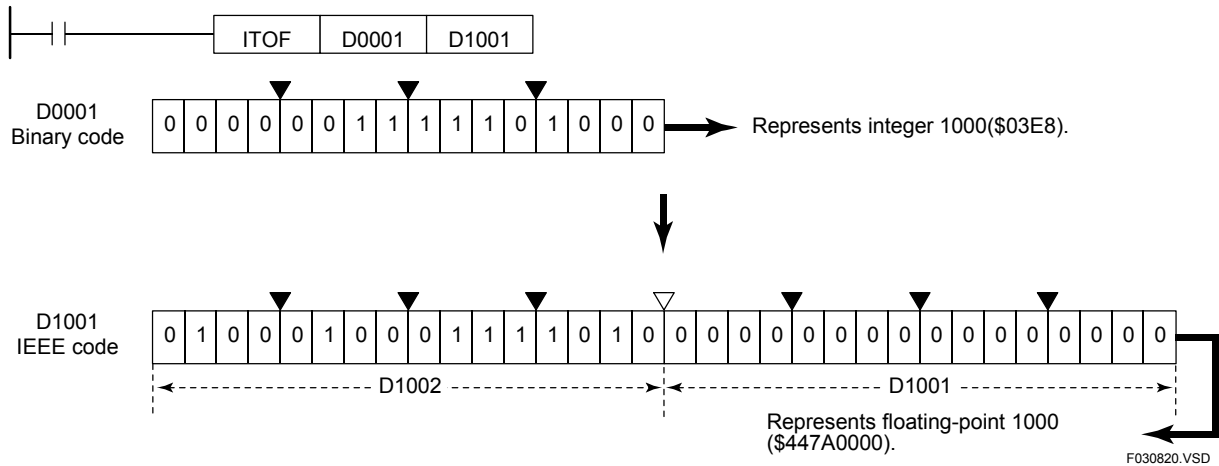 ITOF D0001 D1001
D0001
Binary code
0 0 0 0 0 0 1 1 1 1 1 0 1 0 0 0
Represents integer 1000($03E8).
D1001
IEEE code
0 1 0 0 0 1 0 0 0 1 1 1 1 0 1 0 0 0 0 0 0 0 0 0 0 0 0 0 0 0 0 0
D1002 D1001
Represents floating-point 1000
($447A0000).
F030820.VSD